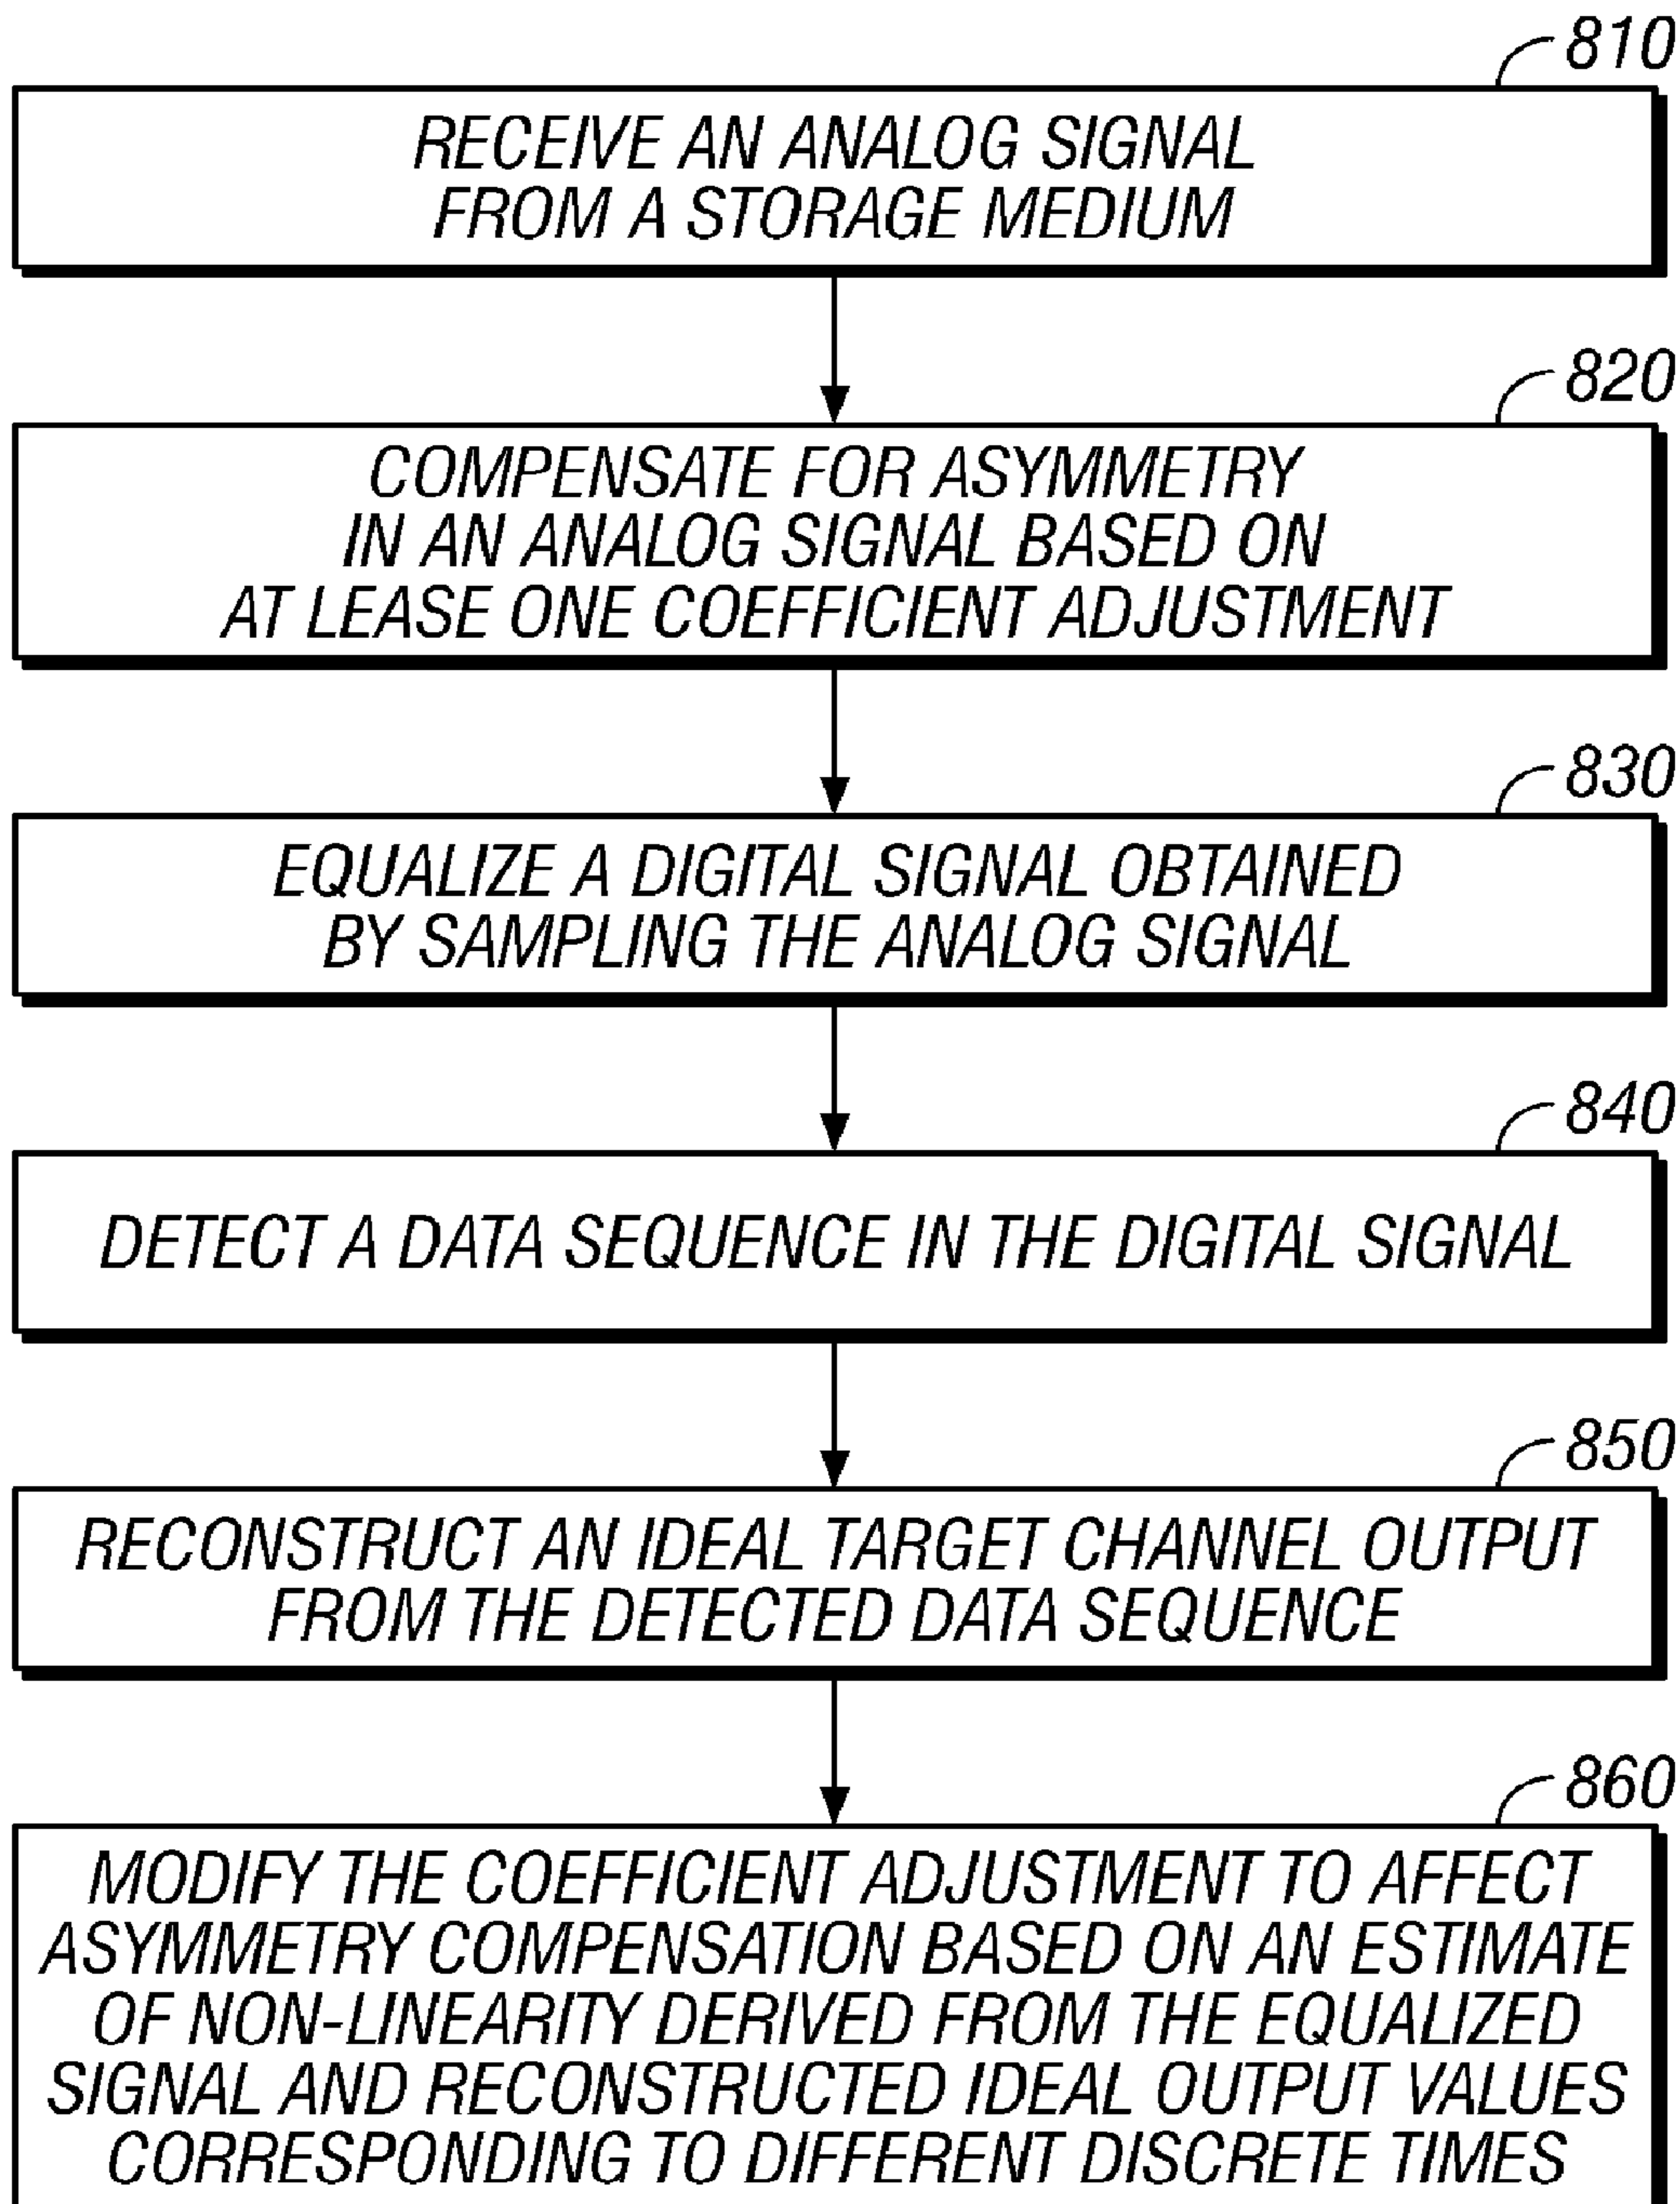 810
RECEIVE AN ANALOG SIGNAL
FROM A STORAGE MEDIUM
820
COMPENSATE FOR ASYMMETRY
IN AN ANALOG SIGNAL BASED ON
AT LEASE ONE COEFFICIENT ADJUSTMENT
830
EQUALIZE A DIGITAL SIGNAL OBTAINED
BY SAMPLING THE ANALOG SIGNAL
840
DETECT A DATA SEQUENCE IN THE DIGITAL SIGNAL
850
RECONSTRUCT AN IDEAL TARGET CHANNEL OUTPUT
FROM THE DETECTED DATA SEQUENCE
860
MODIFY THE COEFFICIENT ADJUSTMENT TO AFFECT
ASYMMETRY COMPENSATION BASED ON AN ESTIMATE
OF NON-LINEARITY DERIVED FROM THE EQUALIZED
SIGNAL AND RECONSTRUCTED IDEAL OUTPUT VALUES
CORRESPONDING TO DIFFERENT DISCRETE TIMES